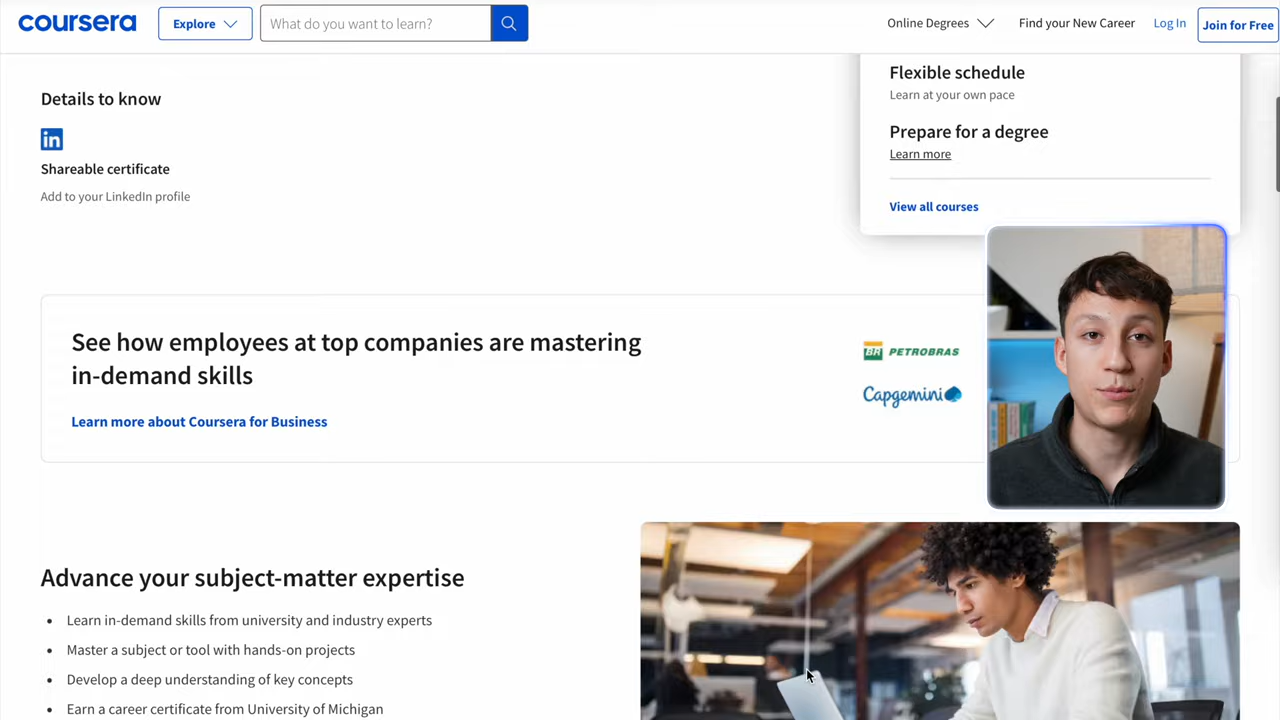 coursera
Explore
What do you want to learn?
Online Degrees
Find your New Career
Log In
Join for Free
Details to know
in
Shareable certificate
Add to your LinkedIn profile
Flexible schedule
Learn at your own pace
Prepare for a degree
Learn more
View all courses
See how employees at top companies are mastering
in-demand skills
Learn more about Coursera for Business
BR PETROBRAS
Capgemini
Advance your subject-matter expertise
• Learn in-demand skills from university and industry experts
• Master a subject or tool with hands-on projects
• Develop a deep understanding of key concepts
• Earn a career certificate from University of Michigan